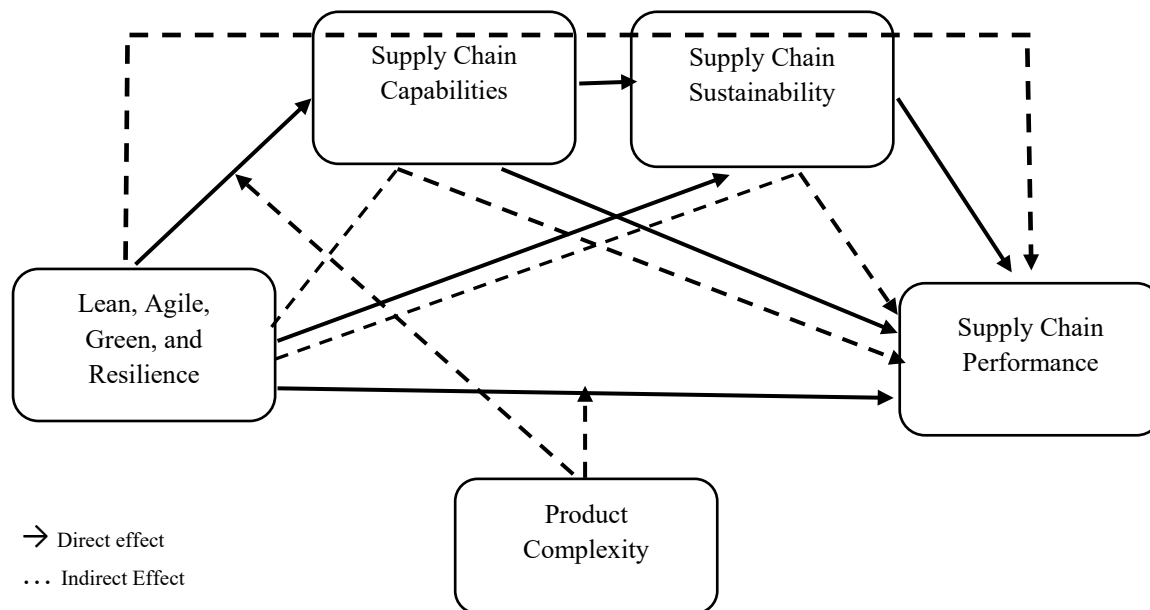 Supply Chain
Capabilities
Supply Chain
Sustainability
Lean, Agile,
Green, and
Resilience
Supply Chain
Performance
Product
Complexity
Direct effect
... Indirect Effect